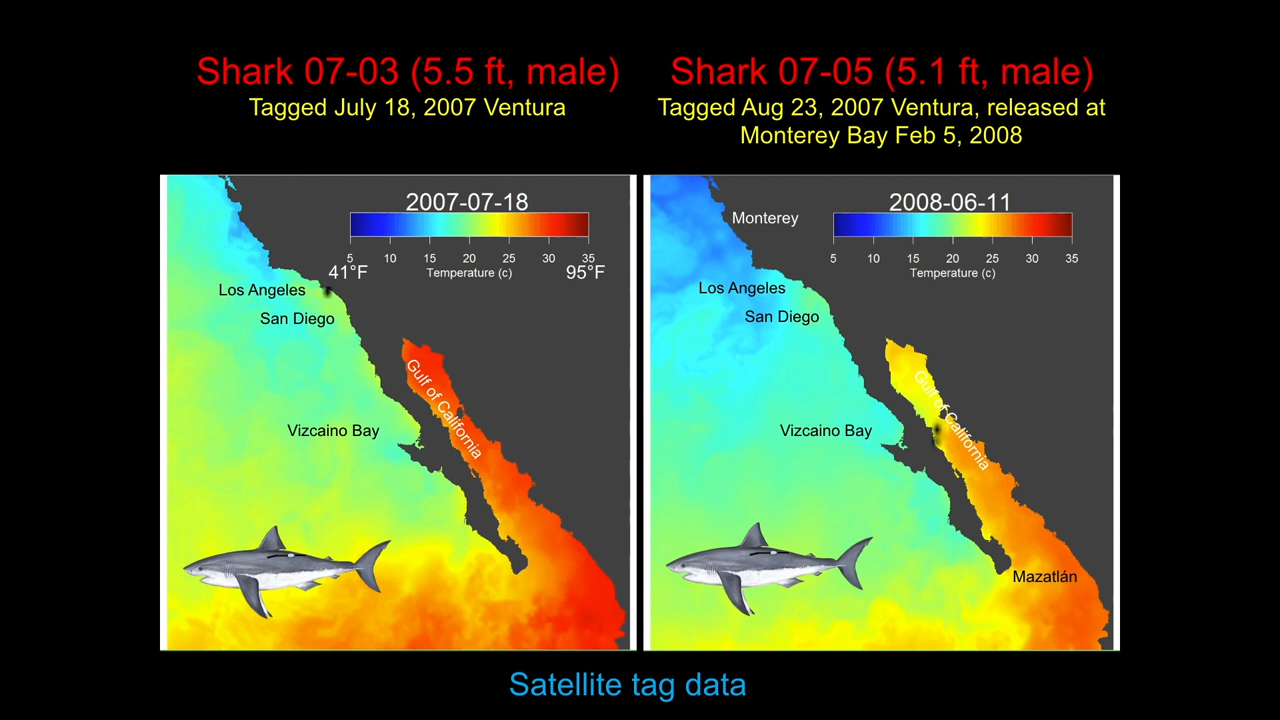 Shark 07-03 (5.5 ft, male)
Tagged July 18, 2007 Ventura
Shark 07-05 (5.1 ft, male)
Tagged Aug 23, 2007 Ventura, released at
Monterey Bay Feb 5, 2008
2007-07-18
5 10 15 20 25 30 35
41°F Temperature (c) 95°F
Los Angeles
San Diego
Gulf of California
Vizcaino Bay
2008-06-11
Monterey
5 10 15 20 25 30 35
Temperature (c)
Los Angeles
San Diego
Gulf of California
Vizcaino Bay
Mazatlán
Satellite tag data